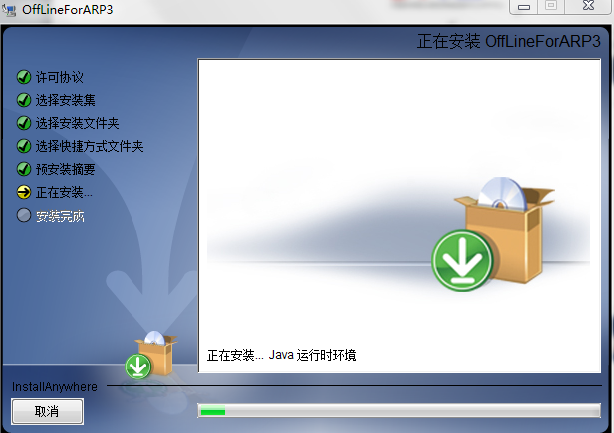 OffLineForARP3
正在安装 OffLineForARP3
许可协议
选择安装集
选择安装文件夹
选择快捷方式文件夹
预安装摘要
正在安装...
安装完成
正在安装... Java 运行时环境
InstallAnywhere
取消